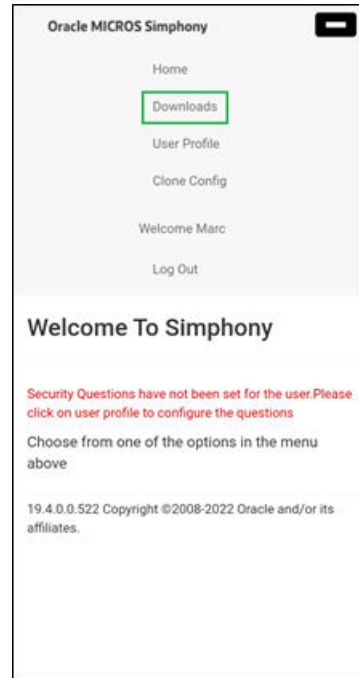 Oracle MICROS Simphony
Home
Downloads
User Profile
Clone Config
Welcome Marc
Log Out
Welcome To Simphony
Security Questions have not been set for the user.Please
click on user profile to configure the questions
Choose from one of the options in the menu
above
19.4.0.0.522 Copyright ©2008-2022 Oracle and/or its
affiliates.